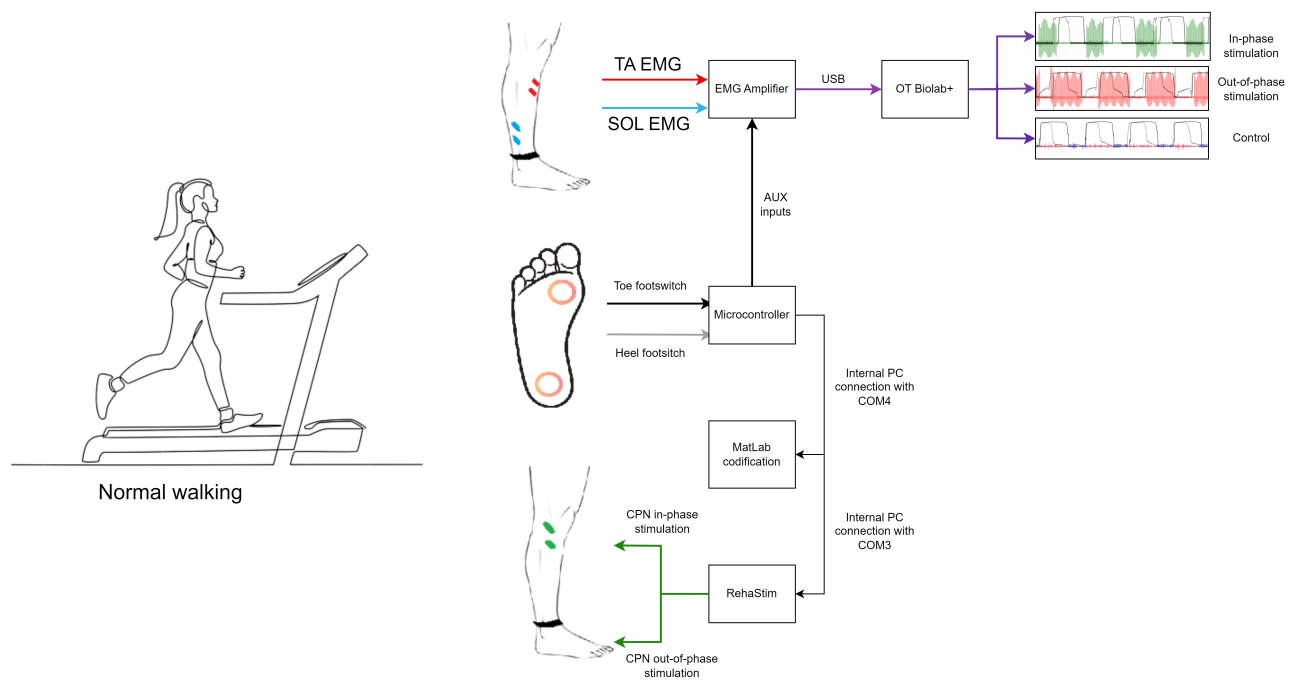 TA EMG
SOL EMG
EMG Amplifier
USB
OT Biolab+
In-phase
stimulation
Out-of-phase
stimulation
Control
AUX
inputs
Toe footswitch
Heel footsitch
Microcontroller
Internal PC
connection with
COM4
MatLab
codification
Internal PC
connection with
COM3
RehaStim
CPN in-phase
stimulation
CPN out-of-phase
stimulation
Normal walking